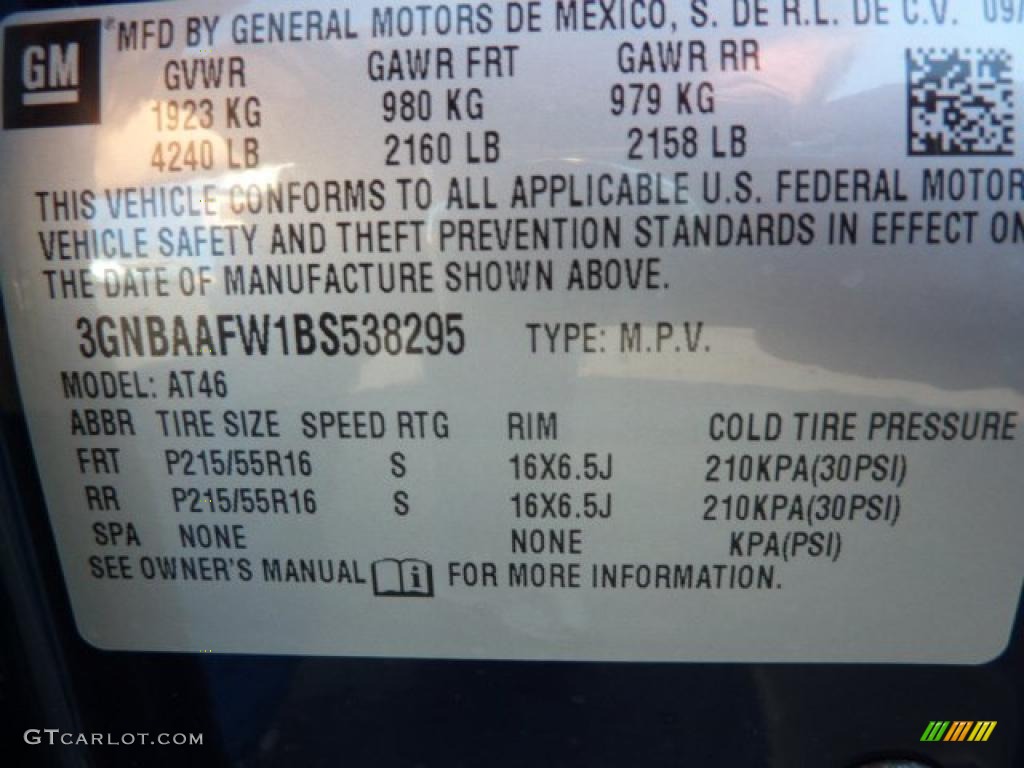 GM
*MFD BY GENERAL MOTORS DE MEXICO, S. DE R.L. DE C.V. 09/
GVWR GAWR FRT GAWR RR
1923 KG 980 KG 979 KG
4240 LB 2160 LB 2158 LB
THIS VEHICLE CONFORMS TO ALL APPLICABLE U.S. FEDERAL MOTOR
VEHICLE SAFETY AND THEFT PREVENTION STANDARDS IN EFFECT ON
THE DATE OF MANUFACTURE SHOWN ABOVE.
3GNBAAFW1BS538295 TYPE: M.P.V.
MODEL: AT46
ABBR TIRE SIZE SPEED RTG RIM COLD TIRE PRESSURE
FRT P215/55R16 S 16X6.5J 210KPA(30PSI)
RR P215/55R16 S 16X6.5J 210KPA(30PSI)
SPA NONE NONE KPA(PSI)
SEE OWNER'S MANUAL i FOR MORE INFORMATION.
GTCARLOT.COM